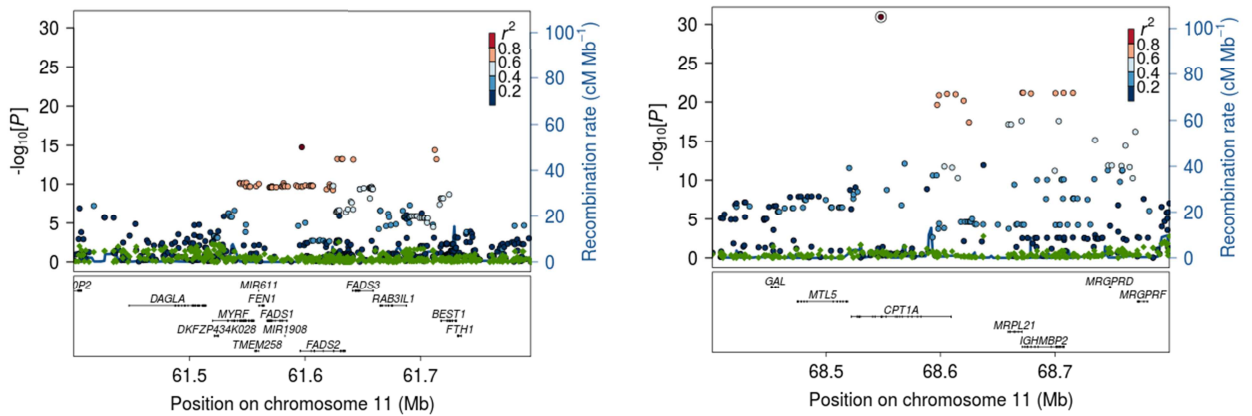 30
25
20
15
10
5
0
-log10[P]
r2
0.8
0.6
0.4
0.2
100
80
60
40
20
0
Recombination rate (cM Mb−1)
0P2
MIR611
FADS3
DAGLA
FEN1
RAB3IL1
MYRF
FADS1
BEST1
DKFZP434K028
MIR1908
FTH1
TMEM258
FADS2
61.5
61.6
61.7
Position on chromosome 11 (Mb)
30
25
20
15
10
5
0
-log10[P]
r2
0.8
0.6
0.4
0.2
100
80
60
40
20
0
Recombination rate (cM Mb−1)
GAL
MRGPRD
MTL5
MRGPRF
CPT1A
MRPL21
IGHMBP2
68.5
68.6
68.7
Position on chromosome 11 (Mb)